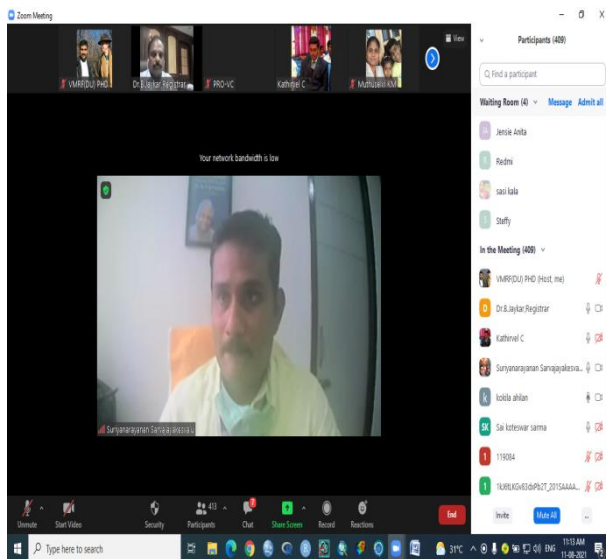 Zoom Meeting
View
VMRF(DU) PHD
Dr.B.Jaykar Registrar
PRO-VC
Kathirvel C
Muthuselvi KM
Your network bandwidth is low
Suriyanarayanan Sarvajayakesvalu
Unmute
Start Video
Security
413
Participants
Chat
Share Screen
Record
Reactions
End
Participants (409)
Find a participant
Waiting Room (4)
Message
Admit all
Jensie Anita
Redmi
sasi kala
Steffy
In the Meeting (409)
VMRF(DU) PHD (Host, me)
D Dr.B.Jaykar,Registrar
Kathirvel C
Suriyanarayanan Sarvajayakesva...
k kokila ahilan
SK Sai koteswar sarma
1 119084
Invite
Mute All
...
Type here to search
31°C
ENG
11:13 AM
11-08-2021